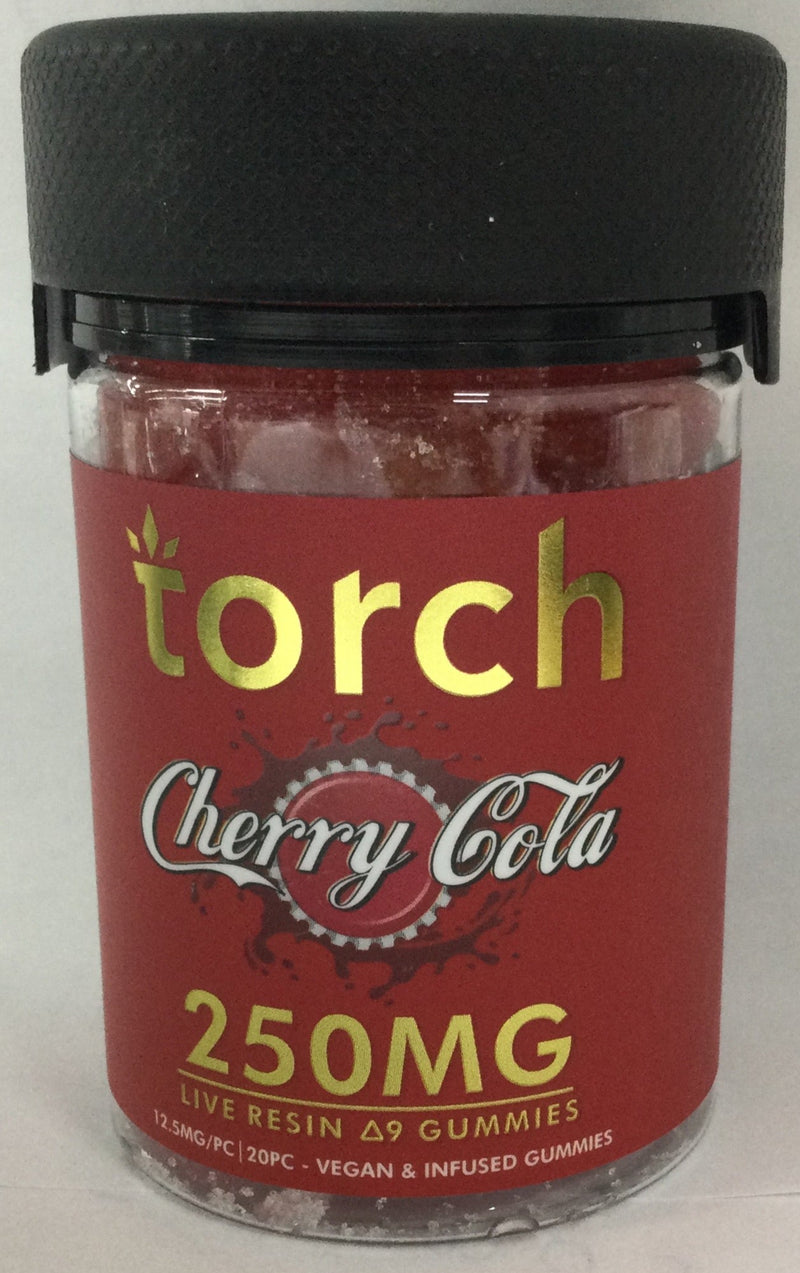 torch
Cherry Cola
250MG
LIVE RESIN Δ9 GUMMIES
12.5MG/PC | 20PC - VEGAN & INFUSED GUMMIES